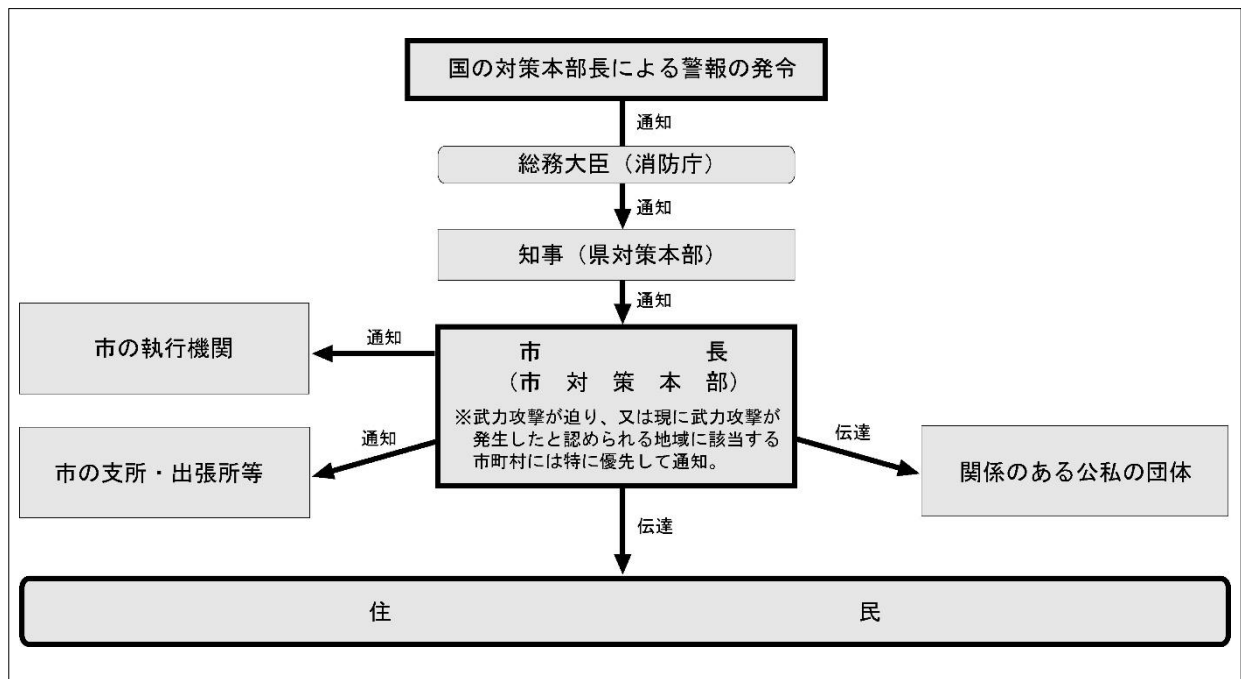 国の対策本部長による警報の発令
通知
総務大臣（消防庁）
通知
知事（県対策本部）
通知
市の執行機関
通知
市　　　　　長
（市　対　策　本　部）
※武力攻撃が迫り、又は現に武力攻撃が
発生したと認められる地域に該当する
市町村には特に優先して通知。
市の支所・出張所等
通知
伝達
関係のある公私の団体
伝達
住　　　　　民